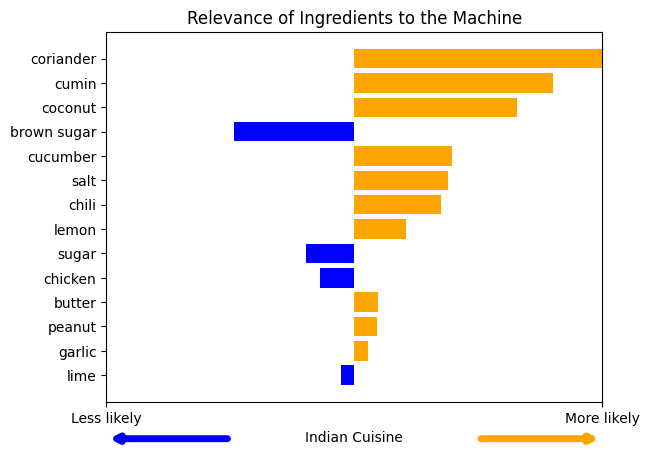 Relevance of Ingredients to the Machine
coriander
cumin
coconut
brown sugar
cucumber
salt
chili
lemon
sugar
chicken
butter
peanut
garlic
lime
Less likely More likely
Indian Cuisine